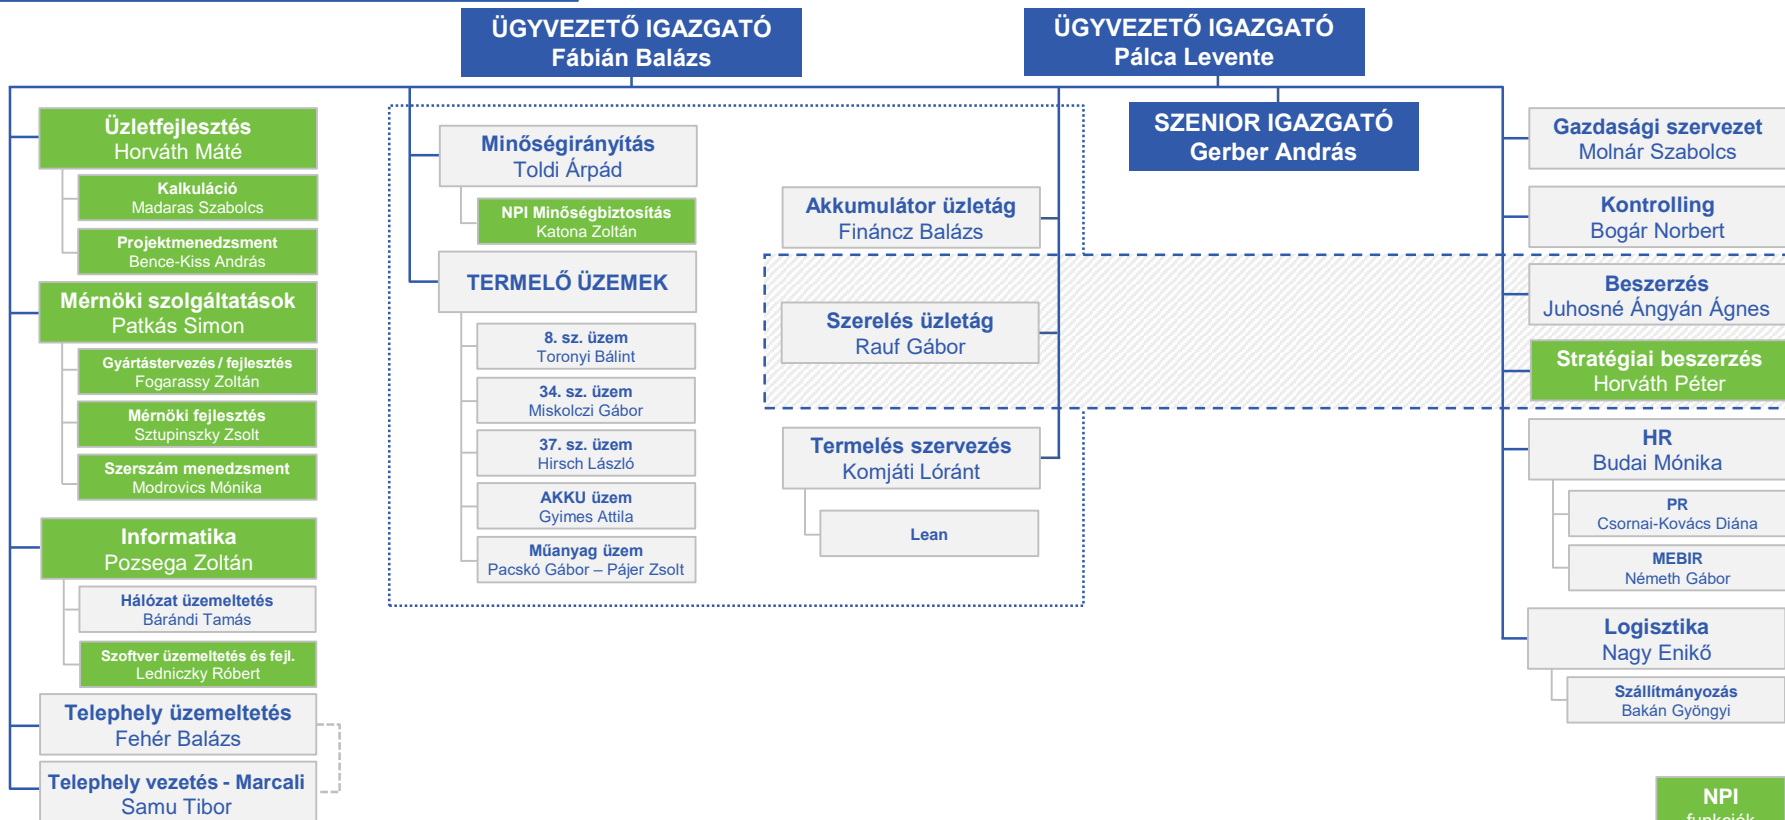 ÜGYVEZETŐ IGAZGATÓ
Fábián Balázs
ÜGYVEZETŐ IGAZGATÓ
Pálca Levente
SZENIOR IGAZGATÓ
Gerber András
Üzletfejlesztés
Horváth Máté
Kalkuláció
Madaras Szabolcs
Projektmenedzsment
Bence-Kiss András
Mérnöki szolgáltatások
Patkás Simon
Gyártástervezés / fejlesztés
Fogarassy Zoltán
Mérnöki fejlesztés
Sztupinszky Zsolt
Szerszám menedzsment
Modrovics Mónika
Informatika
Pozsega Zoltán
Hálózat üzemeltetés
Bárándi Tamás
Szoftver üzemeltetés és fejl.
Ledniczky Róbert
Telephely üzemeltetés
Fehér Balázs
Telephely vezetés - Marcali
Samu Tibor
Minőségirányítás
Toldi Árpád
NPI Minőségbiztosítás
Katona Zoltán
TERMELŐ ÜZEMEK
8. sz. üzem
Toronyi Bálint
34. sz. üzem
Miskolczi Gábor
37. sz. üzem
Hirsch László
AKKU üzem
Gyimes Attila
Műanyag üzem
Pacskó Gábor – Pájer Zsolt
Akkumulátor üzletág
Fináncz Balázs
Szerelés üzletág
Rauf Gábor
Termelés szervezés
Komjáti Lóránt
Lean
Gazdasági szervezet
Molnár Szabolcs
Kontrolling
Bogár Norbert
Beszerzés
Juhosné Ángyán Ágnes
Stratégiai beszerzés
Horváth Péter
HR
Budai Mónika
PR
Csornai-Kovács Diána
MEBIR
Németh Gábor
Logisztika
Nagy Enikő
Szállítmányozás
Bakán Gyöngyi
NPI
funkciók